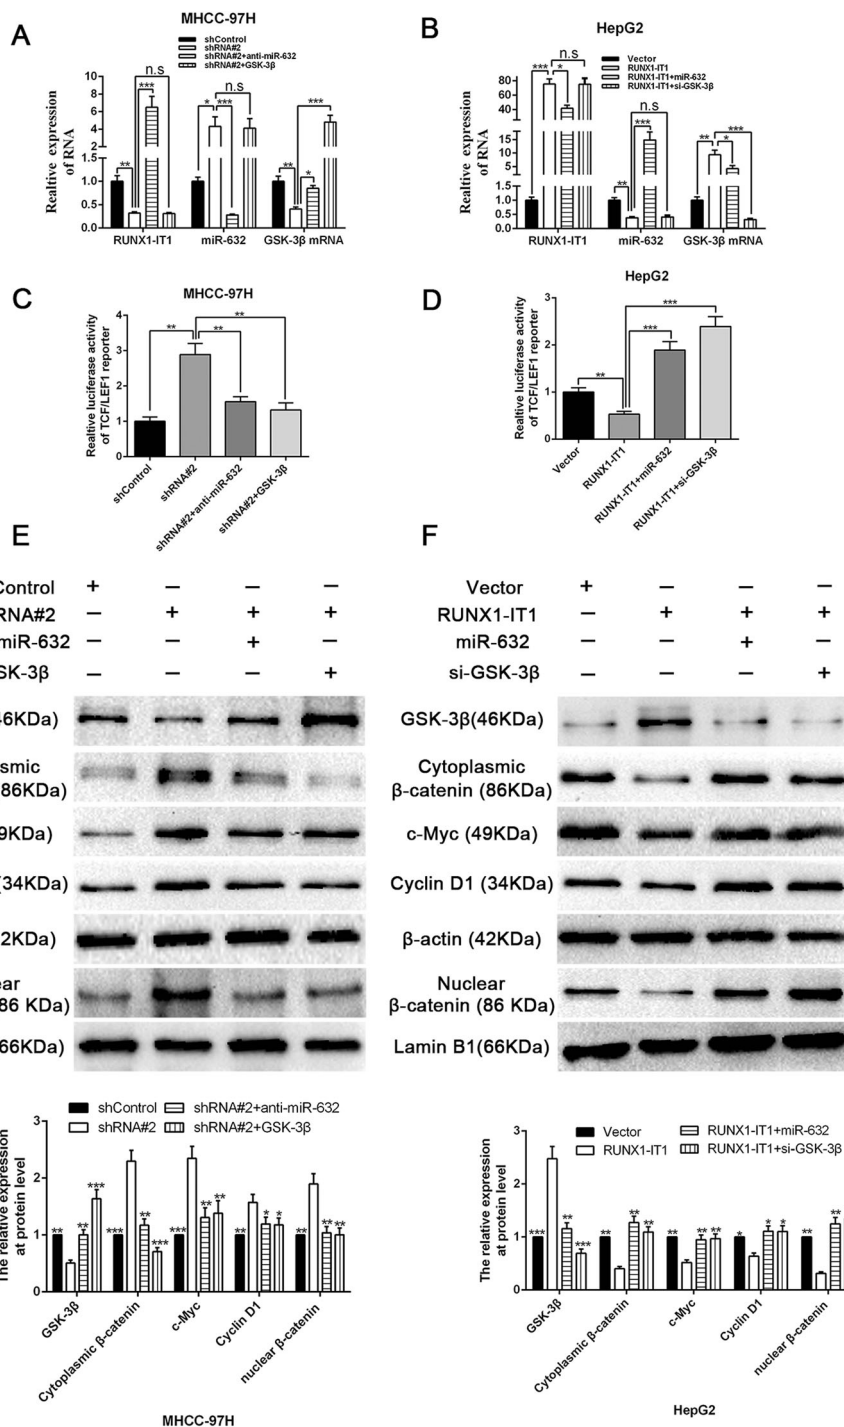 A
MHCC-97H
shControl
shRNA#2
shRNA#2+anti-miR-632
shRNA#2+GSK-3β
Realtive expression
of RNA
10
8
6
4
2
1.0
0.5
0.0
n.s
***
**
n.s
*
***
***
**
*
RUNX1-IT1
miR-632
GSK-3β mRNA
B
HepG2
Vector
RUNX1-IT1
RUNX1-IT1+miR-632
RUNX1-IT1+si-GSK-3β
Realtive expression
of RNA
80
60
40
20
15
10
5
1.0
0.5
0.0
n.s
***
*
n.s
***
**
***
**
*
RUNX1-IT1
miR-632
GSK-3β mRNA
C
MHCC-97H
Realtive luciferase activity
of TCF/LEF1 reporter
4
3
2
1
0
**
**
**
shControl
shRNA#2
shRNA#2+anti-miR-632
shRNA#2+GSK-3β
D
HepG2
Realtive luciferase activity
of TCF/LEF1 reporter
3
2
1
0
***
***
**
Vector
RUNX1-IT1
RUNX1-IT1+miR-632
RUNX1-IT1+si-GSK-3β
E
Control + – – –
RNA#2 – + + +
miR-632 – – + –
SK-3β – – – +
46KDa)
smic
86KDa)
9KDa)
(34KDa)
2KDa)
ear
86 KDa)
66KDa)
F
Vector + – – –
RUNX1-IT1 – + + +
miR-632 – – + –
si-GSK-3β – – – +
GSK-3β(46KDa)
Cytoplasmic
β-catenin (86KDa)
c-Myc (49KDa)
Cyclin D1 (34KDa)
β-actin (42KDa)
Nuclear
β-catenin (86 KDa)
Lamin B1(66KDa)
shControl
shRNA#2
shRNA#2+anti-miR-632
shRNA#2+GSK-3β
The relative expression
at protein level
3
2
1
0
** ** ***
*** ** ***
*** ** **
** * *
** ** **
GSK-3β
Cytoplasmic β-catenin
c-Myc
Cyclin D1
nuclear β-catenin
MHCC-97H
Vector
RUNX1-IT1
RUNX1-IT1+miR-632
RUNX1-IT1+si-GSK-3β
The relative expression
at protein level
3
2
1
0
*** ** ***
** ** **
** ** **
* * *
** **
GSK-3β
Cytoplasmic β-catenin
c-Myc
Cyclin D1
nuclear β-catenin
HepG2